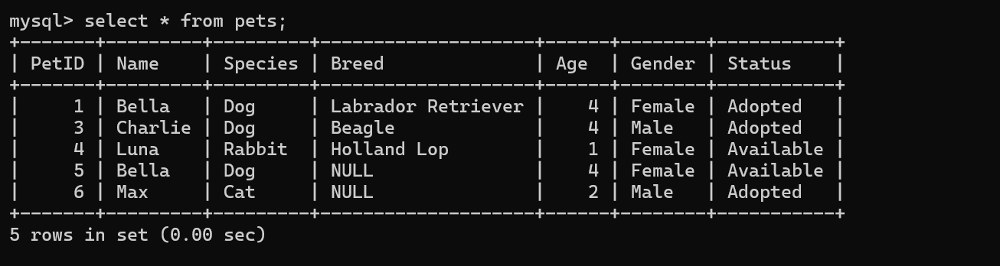 mysql> select * from pets;
+-------+---------+---------+--------------------+------+--------+-----------+
| PetID | Name    | Species | Breed              | Age  | Gender | Status    |
+-------+---------+---------+--------------------+------+--------+-----------+
|     1 | Bella   | Dog     | Labrador Retriever |    4 | Female | Adopted   |
|     3 | Charlie | Dog     | Beagle             |    4 | Male   | Adopted   |
|     4 | Luna    | Rabbit  | Holland Lop        |    1 | Female | Available |
|     5 | Bella   | Dog     | NULL               |    4 | Female | Available |
|     6 | Max     | Cat     | NULL               |    2 | Male   | Adopted   |
+-------+---------+---------+--------------------+------+--------+-----------+
5 rows in set (0.00 sec)